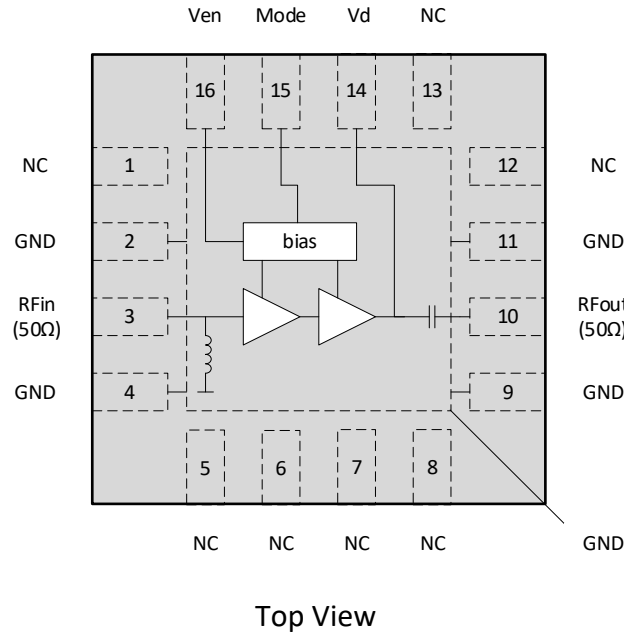 Ven Mode Vd NC
16 15 14 13
NC 1 12 NC
GND 2 bias 11 GND
RFin 3 10 RFout
(50Ω) (50Ω)
GND 4 9 GND
5 6 7 8
NC NC NC NC GND
Top View